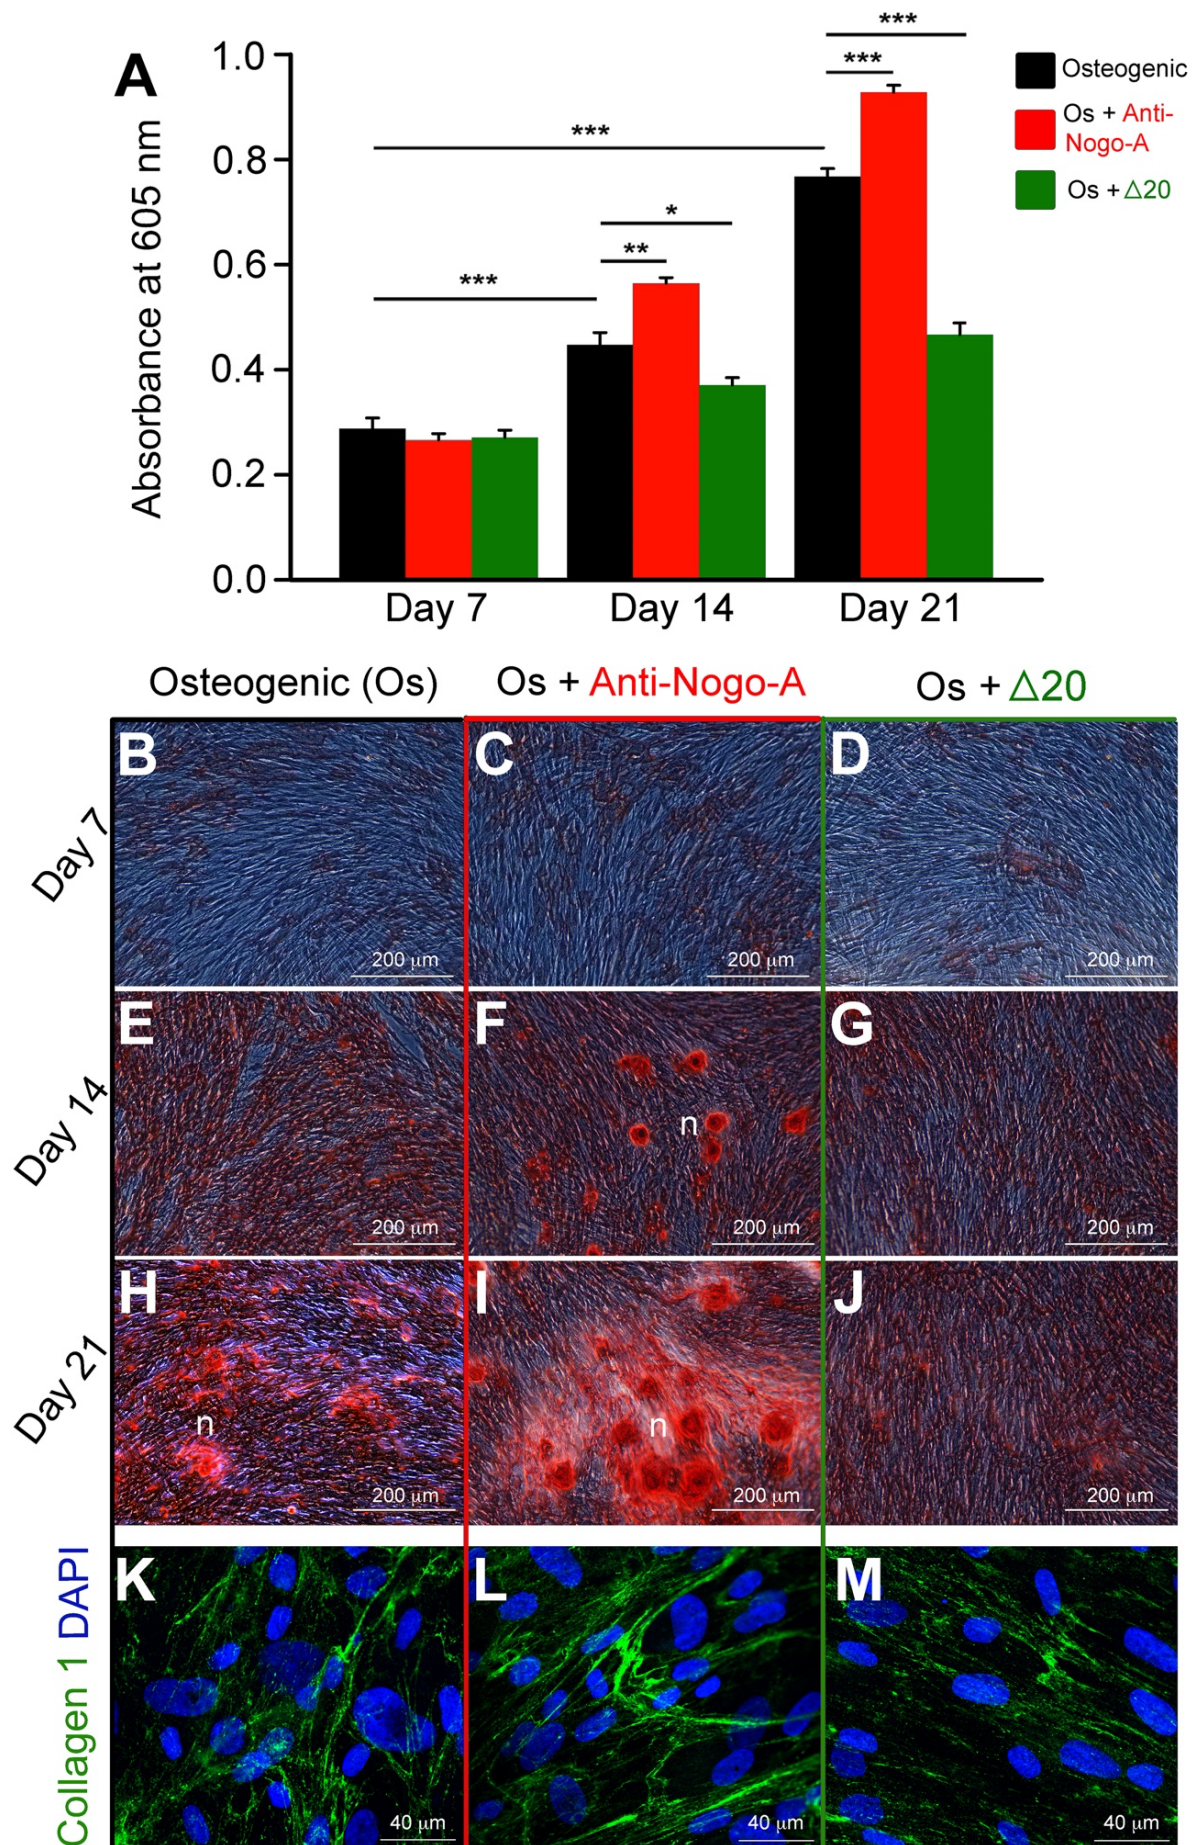 A
Absorbance at 605 nm
1.0
0.8
0.6
0.4
0.2
0.0
***
***
***
*
**
***
***
Day 7
Day 14
Day 21
Osteogenic
Os + Anti-
Nogo-A
Os + Δ20
Osteogenic (Os)
Os + Anti-Nogo-A
Os + Δ20
Day 7
B
200 µm
C
200 µm
D
200 µm
Day 14
E
200 µm
F
n
200 µm
G
200 µm
Day 21
H
n
200 µm
I
n
200 µm
J
200 µm
Collagen 1 DAPI
K
40 µm
L
40 µm
M
40 µm